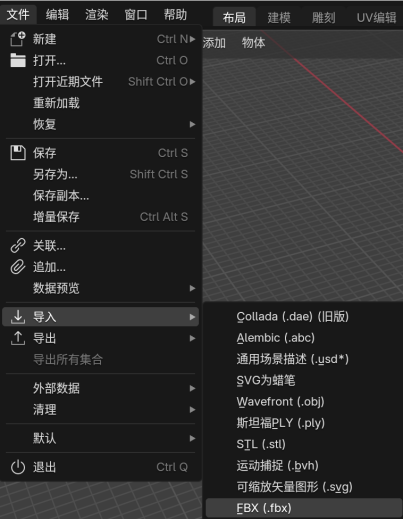 文件 编辑 渲染 窗口 帮助 布局 建模 雕刻 UV编辑
添加 物体
新建 Ctrl N
打开... Ctrl O
打开近期文件 Shift Ctrl O
重新加载
恢复
保存 Ctrl S
另存为... Shift Ctrl S
保存副本...
增量保存 Ctrl Alt S
关联...
追加...
数据预览
导入
导出
导出所有集合
外部数据
清理
默认
退出 Ctrl Q
Collada (.dae) (旧版)
Alembic (.abc)
通用场景描述 (.usd*)
SVG为蜡笔
Wavefront (.obj)
斯坦福PLY (.ply)
STL (.stl)
运动捕捉 (.bvh)
可缩放矢量图形 (.svg)
FBX (.fbx)